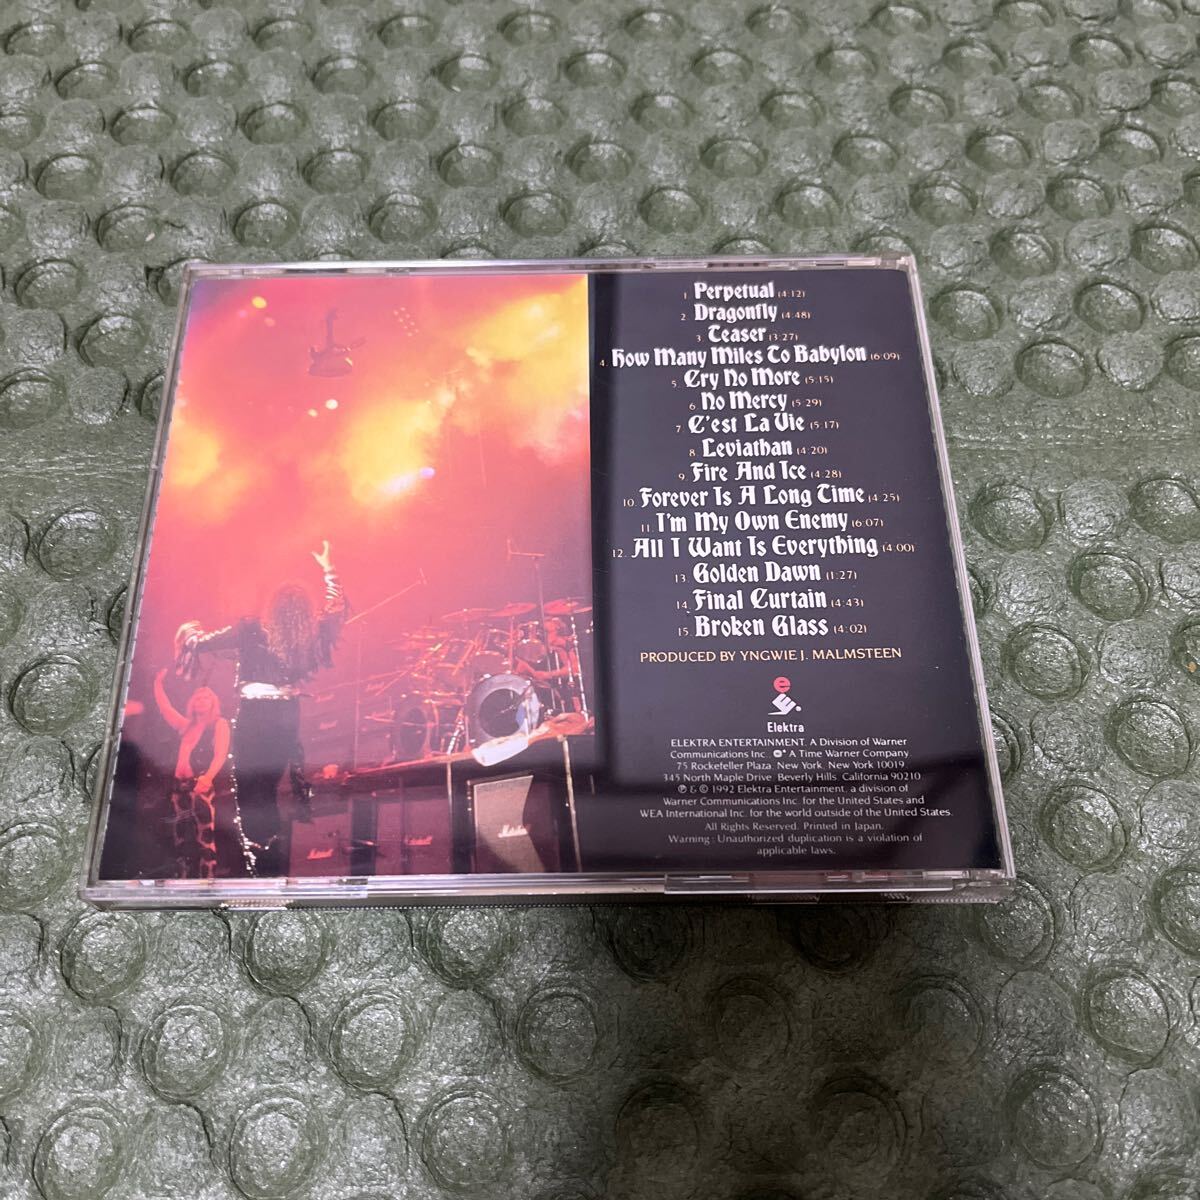 1. Perpetual (4:12)
2. Dragonfly (4:48)
3. Teaser (3:27)
4. How Many Miles To Babylon (6:09)
5. Cry No More (5:15)
6. No Mercy (5:29)
7. C'est La Vie (5:17)
8. Leviathan (4:20)
9. Fire And Ice (4:28)
10. Forever Is A Long Time (4:25)
11. I'm My Own Enemy (6:07)
12. All I Want Is Everything (4:00)
13. Golden Dawn (1:27)
14. Final Curtain (4:43)
15. Broken Glass (4:02)
PRODUCED BY YNGWIE J. MALMSTEEN
Elektra
ELEKTRA ENTERTAINMENT. A Division of Warner
Communications Inc. A Time Warner Company.
75 Rockefeller Plaza, New York, New York 10019.
345 North Maple Drive, Beverly Hills, California 90210
℗ & © 1992 Elektra Entertainment, a division of
Warner Communications Inc. for the United States and
WEA International Inc. for the world outside of the United States.
All Rights Reserved. Printed in Japan.
Warning: Unauthorized duplication is a violation of
applicable laws.
Marshall